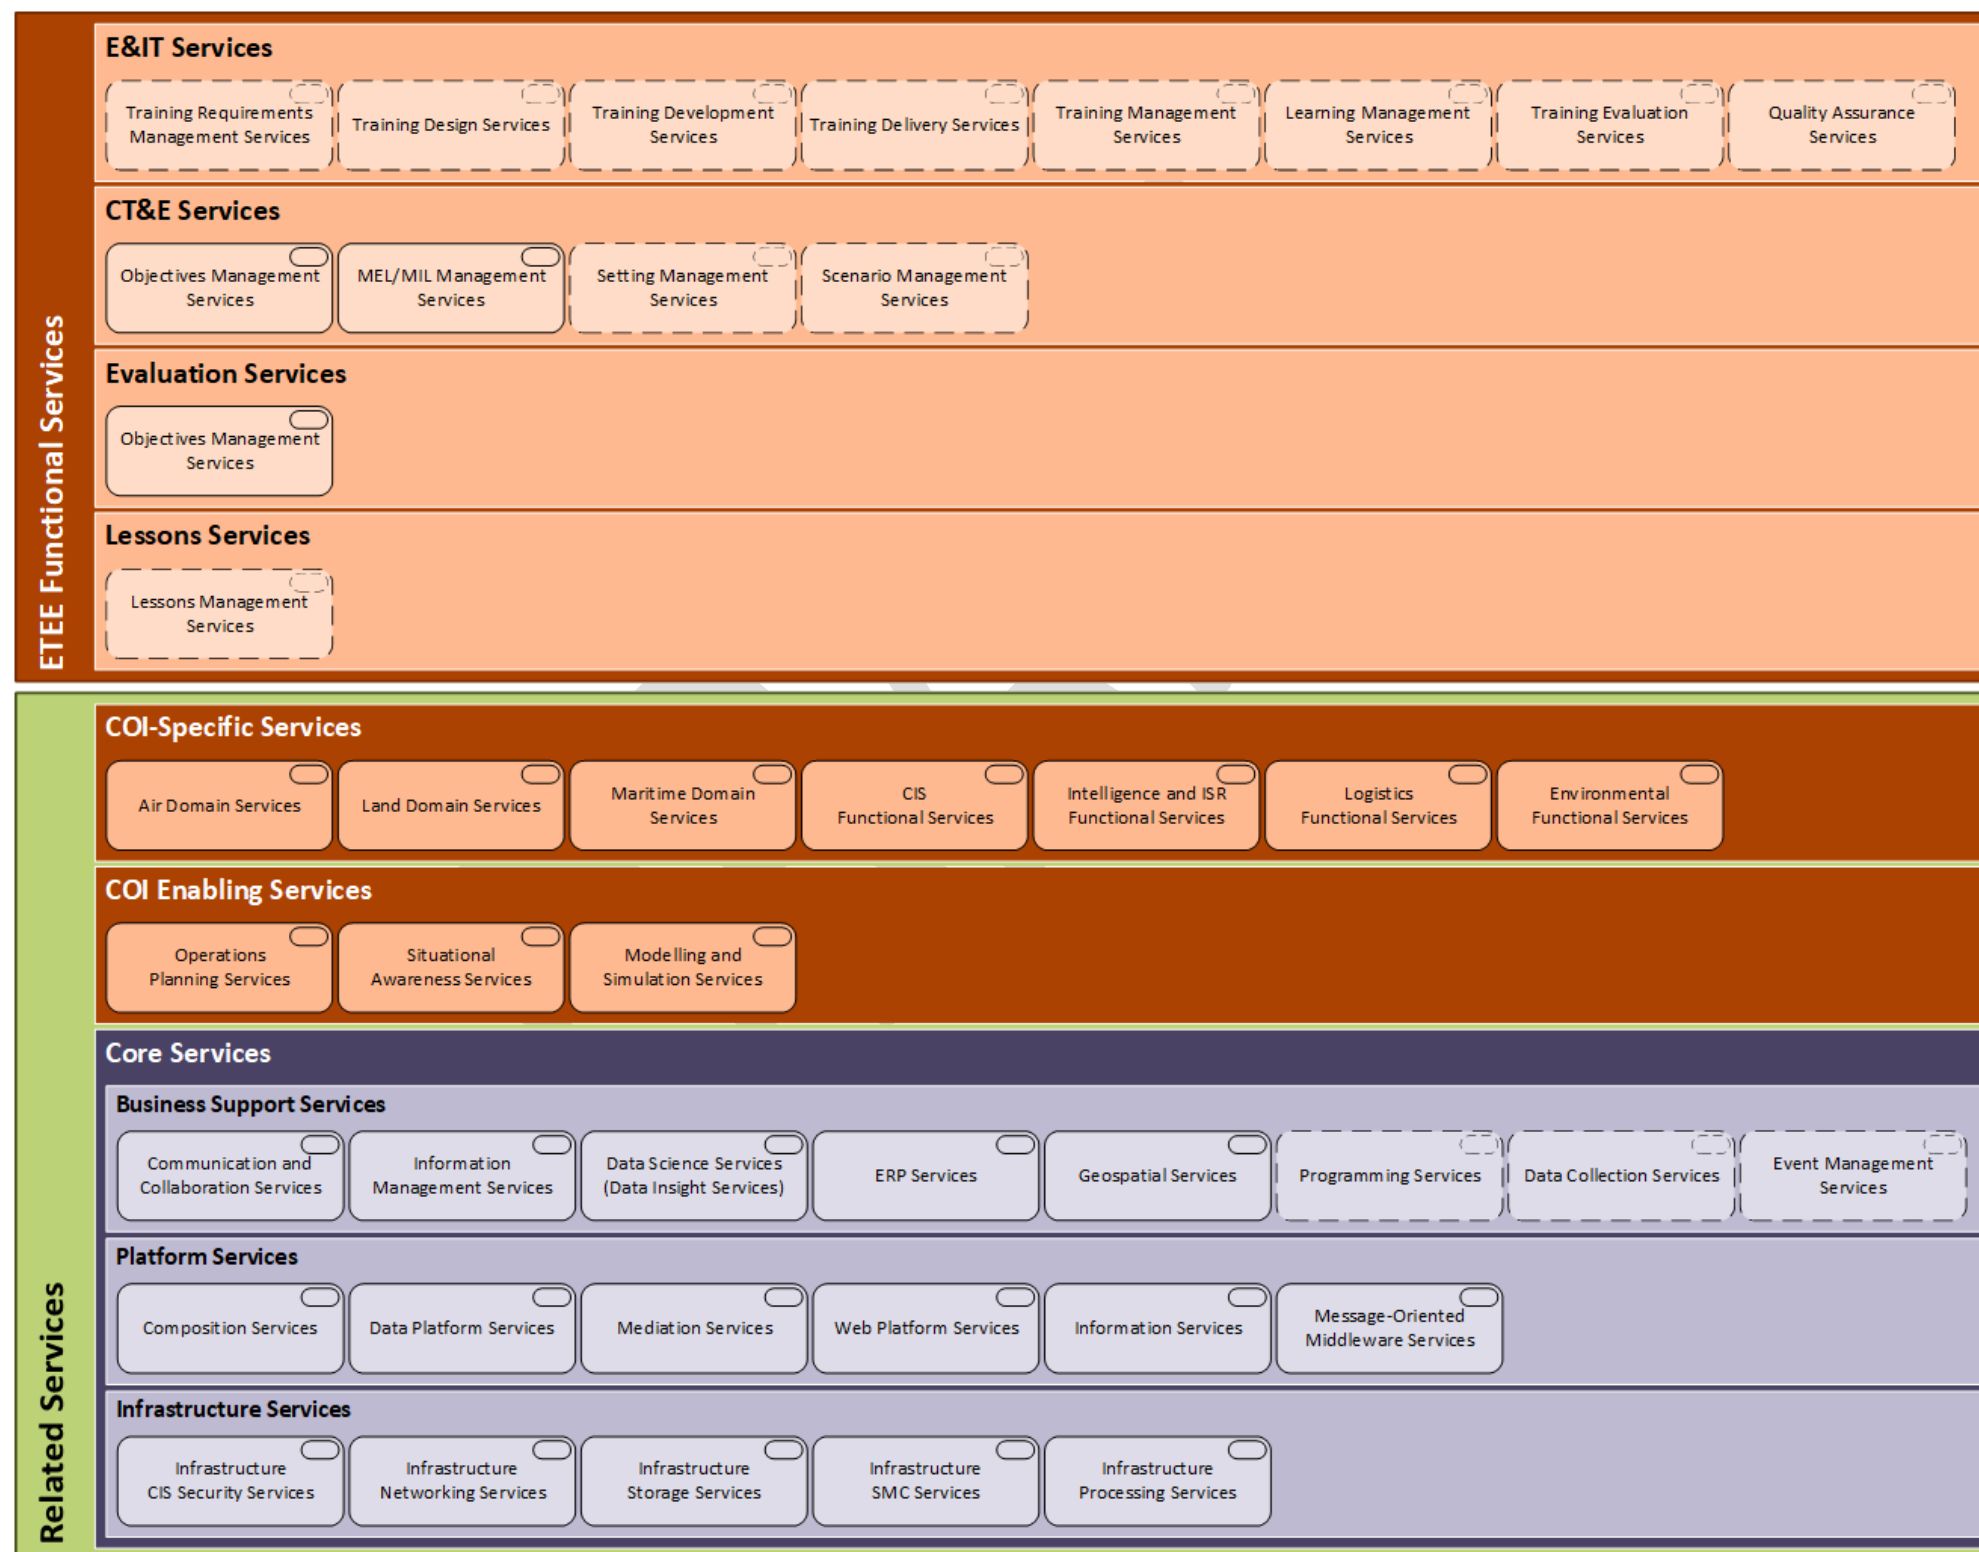 ETEE Functional Services
E&IT Services
Training Requirements
Management Services
Training Design Services
Training Development
Services
Training Delivery Services
Training Management
Services
Learning Management
Services
Training Evaluation
Services
Quality Assurance
Services
CT&E Services
Objectives Management
Services
MEL/MIL Management
Services
Setting Management
Services
Scenario Management
Services
Evaluation Services
Objectives Management
Services
Lessons Services
Lessons Management
Services
Related Services
COI-Specific Services
Air Domain Services
Land Domain Services
Maritime Domain
Services
CIS
Functional Services
Intelligence and ISR
Functional Services
Logistics
Functional Services
Environmental
Functional Services
COI Enabling Services
Operations
Planning Services
Situational
Awareness Services
Modelling and
Simulation Services
Core Services
Business Support Services
Communication and
Collaboration Services
Information
Management Services
Data Science Services
(Data Insight Services)
ERP Services
Geospatial Services
Programming Services
Data Collection Services
Event Management
Services
Platform Services
Composition Services
Data Platform Services
Mediation Services
Web Platform Services
Information Services
Message-Oriented
Middleware Services
Infrastructure Services
Infrastructure
CIS Security Services
Infrastructure
Networking Services
Infrastructure
Storage Services
Infrastructure
SMC Services
Infrastructure
Processing Services